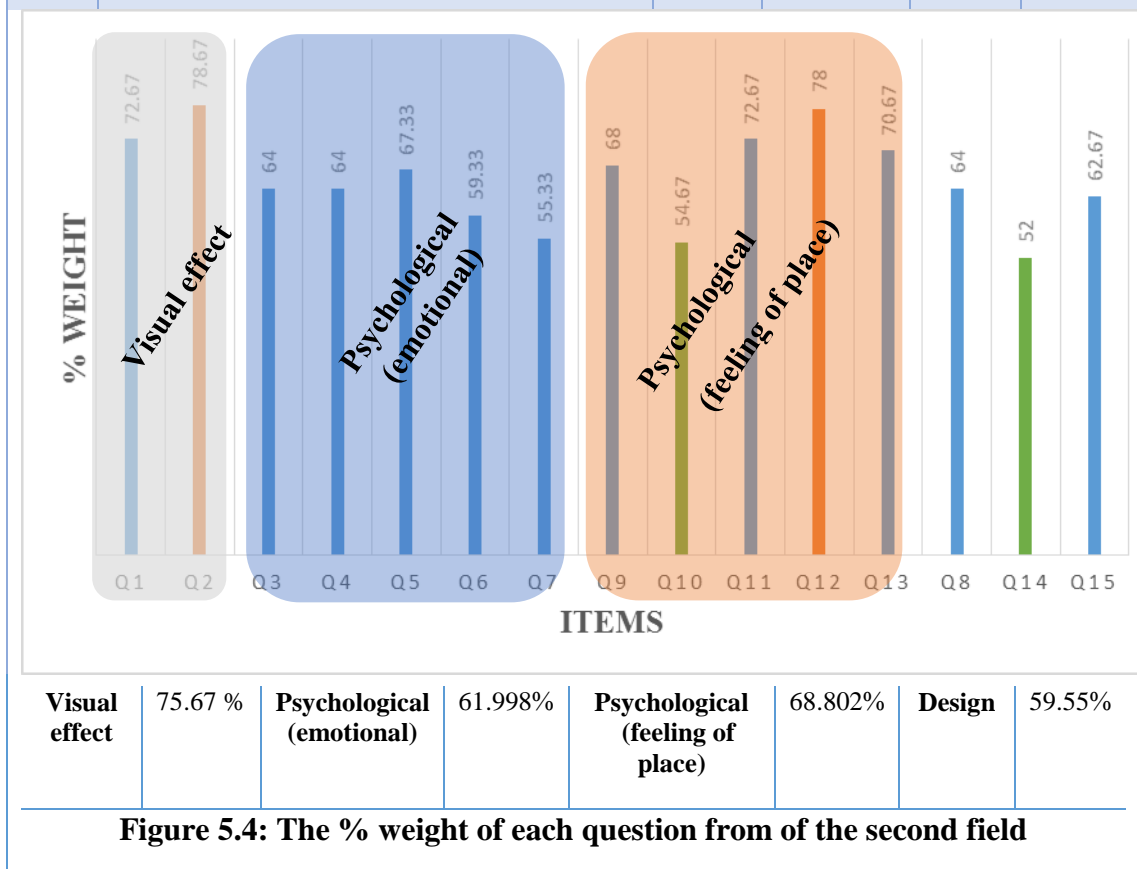 72.67
78.67
64
64
67.33
59.33
55.33
68
54.67
72.67
78
70.67
64
52
62.67
% WEIGHT
Visual effect
Psychological
(emotional)
Psychological
(feeling of place)
Q1 Q2 Q3 Q4 Q5 Q6 Q7 Q9 Q10 Q11 Q12 Q13 Q8 Q14 Q15
ITEMS
Visual 75.67 % Psychological 61.998% Psychological 68.802% Design 59.55%
effect (emotional) (feeling of
place)
Figure 5.4: The % weight of each question from of the second field